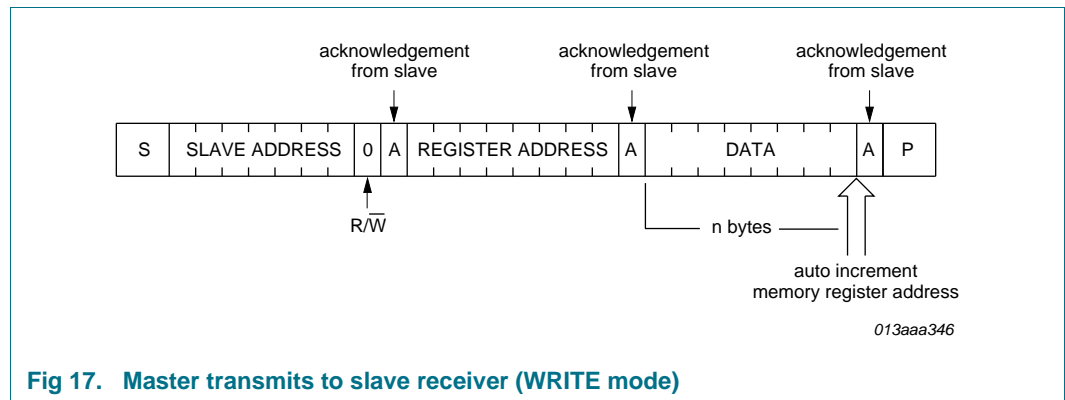 acknowledgement from slave
acknowledgement from slave
acknowledgement from slave
S SLAVE ADDRESS 0 A REGISTER ADDRESS A DATA A P
R/W̅
n bytes
auto increment
memory register address
013aaa346
Fig 17. Master transmits to slave receiver (WRITE mode)